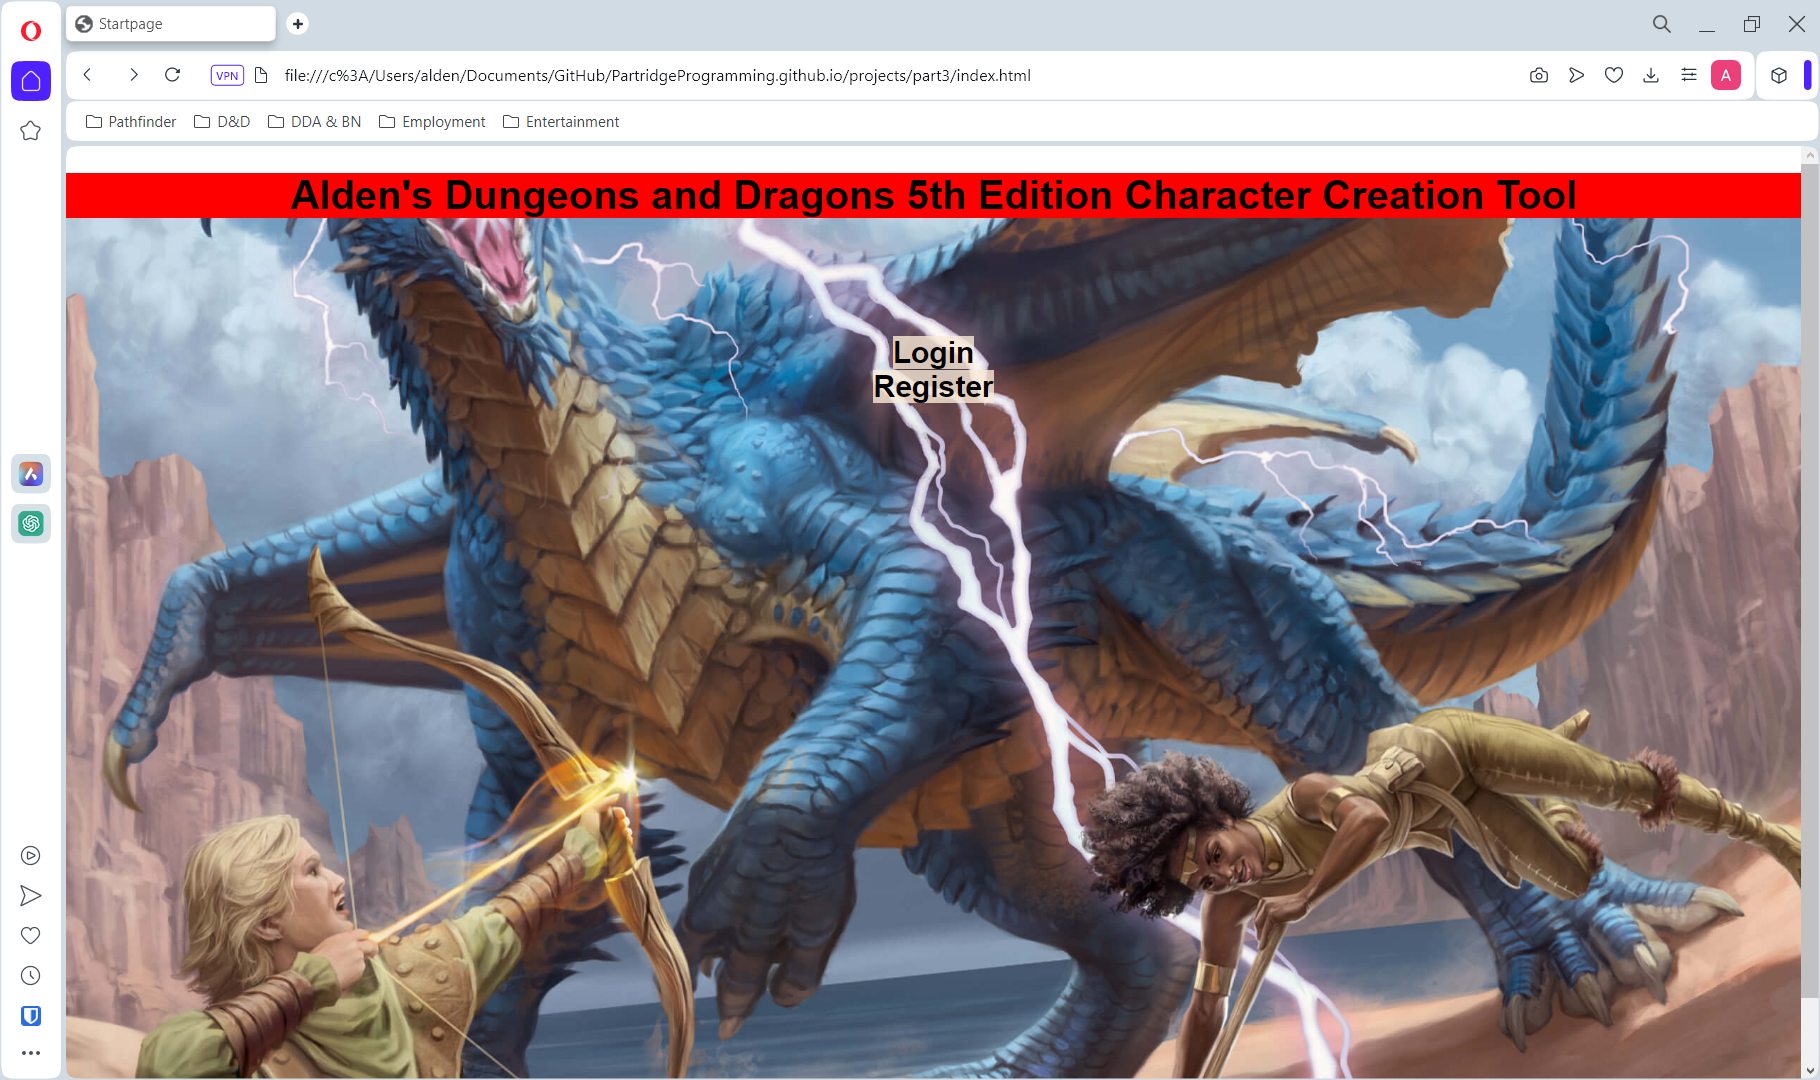 Startpage
VPN
file:///c%3A/Users/alden/Documents/GitHub/PartridgeProgramming.github.io/projects/part3/index.html
A
Pathfinder D&D DDA & BN Employment Entertainment
Alden's Dungeons and Dragons 5th Edition Character Creation Tool
Login
Register